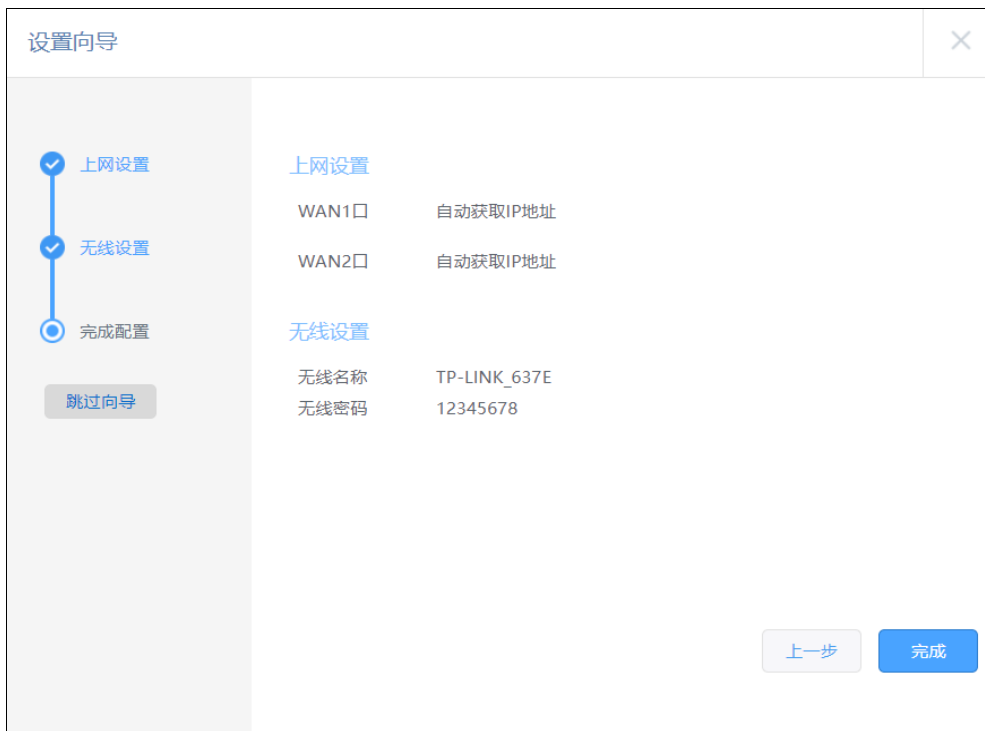 设置向导
上网设置
无线设置
完成配置
跳过向导
上网设置
WAN1口 自动获取IP地址
WAN2口 自动获取IP地址
无线设置
无线名称 TP-LINK_637E
无线密码 12345678
上一步 完成